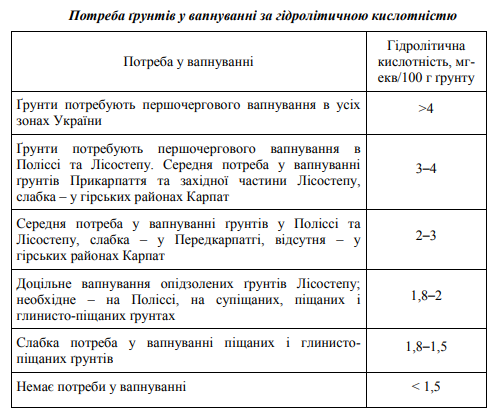 Потреба ґрунтів у вапнуванні за гідролітичною кислотністю
Потреба у вапнуванні
Гідролітична
кислотність, мг-
екв/100 г ґрунту
Ґрунти потребують першочергового вапнування в усіх
зонах України
>4
Ґрунти потребують першочергового вапнування в
Поліссі та Лісостепу. Середня потреба у вапнуванні
ґрунтів Прикарпаття та західної частини Лісостепу,
слабка – у гірських районах Карпат
3–4
Середня потреба у вапнуванні ґрунтів у Поліссі та
Лісостепу, слабка – у Передкарпатті, відсутня – у
гірських районах Карпат
2–3
Доцільне вапнування опідзолених ґрунтів Лісостепу;
необхідне – на Поліссі, на супіщаних, піщаних і
глинисто-піщаних ґрунтах
1,8–2
Слабка потреба у вапнуванні піщаних і глинисто-
піщаних ґрунтів
1,8–1,5
Немає потреби у вапнуванні
< 1,5